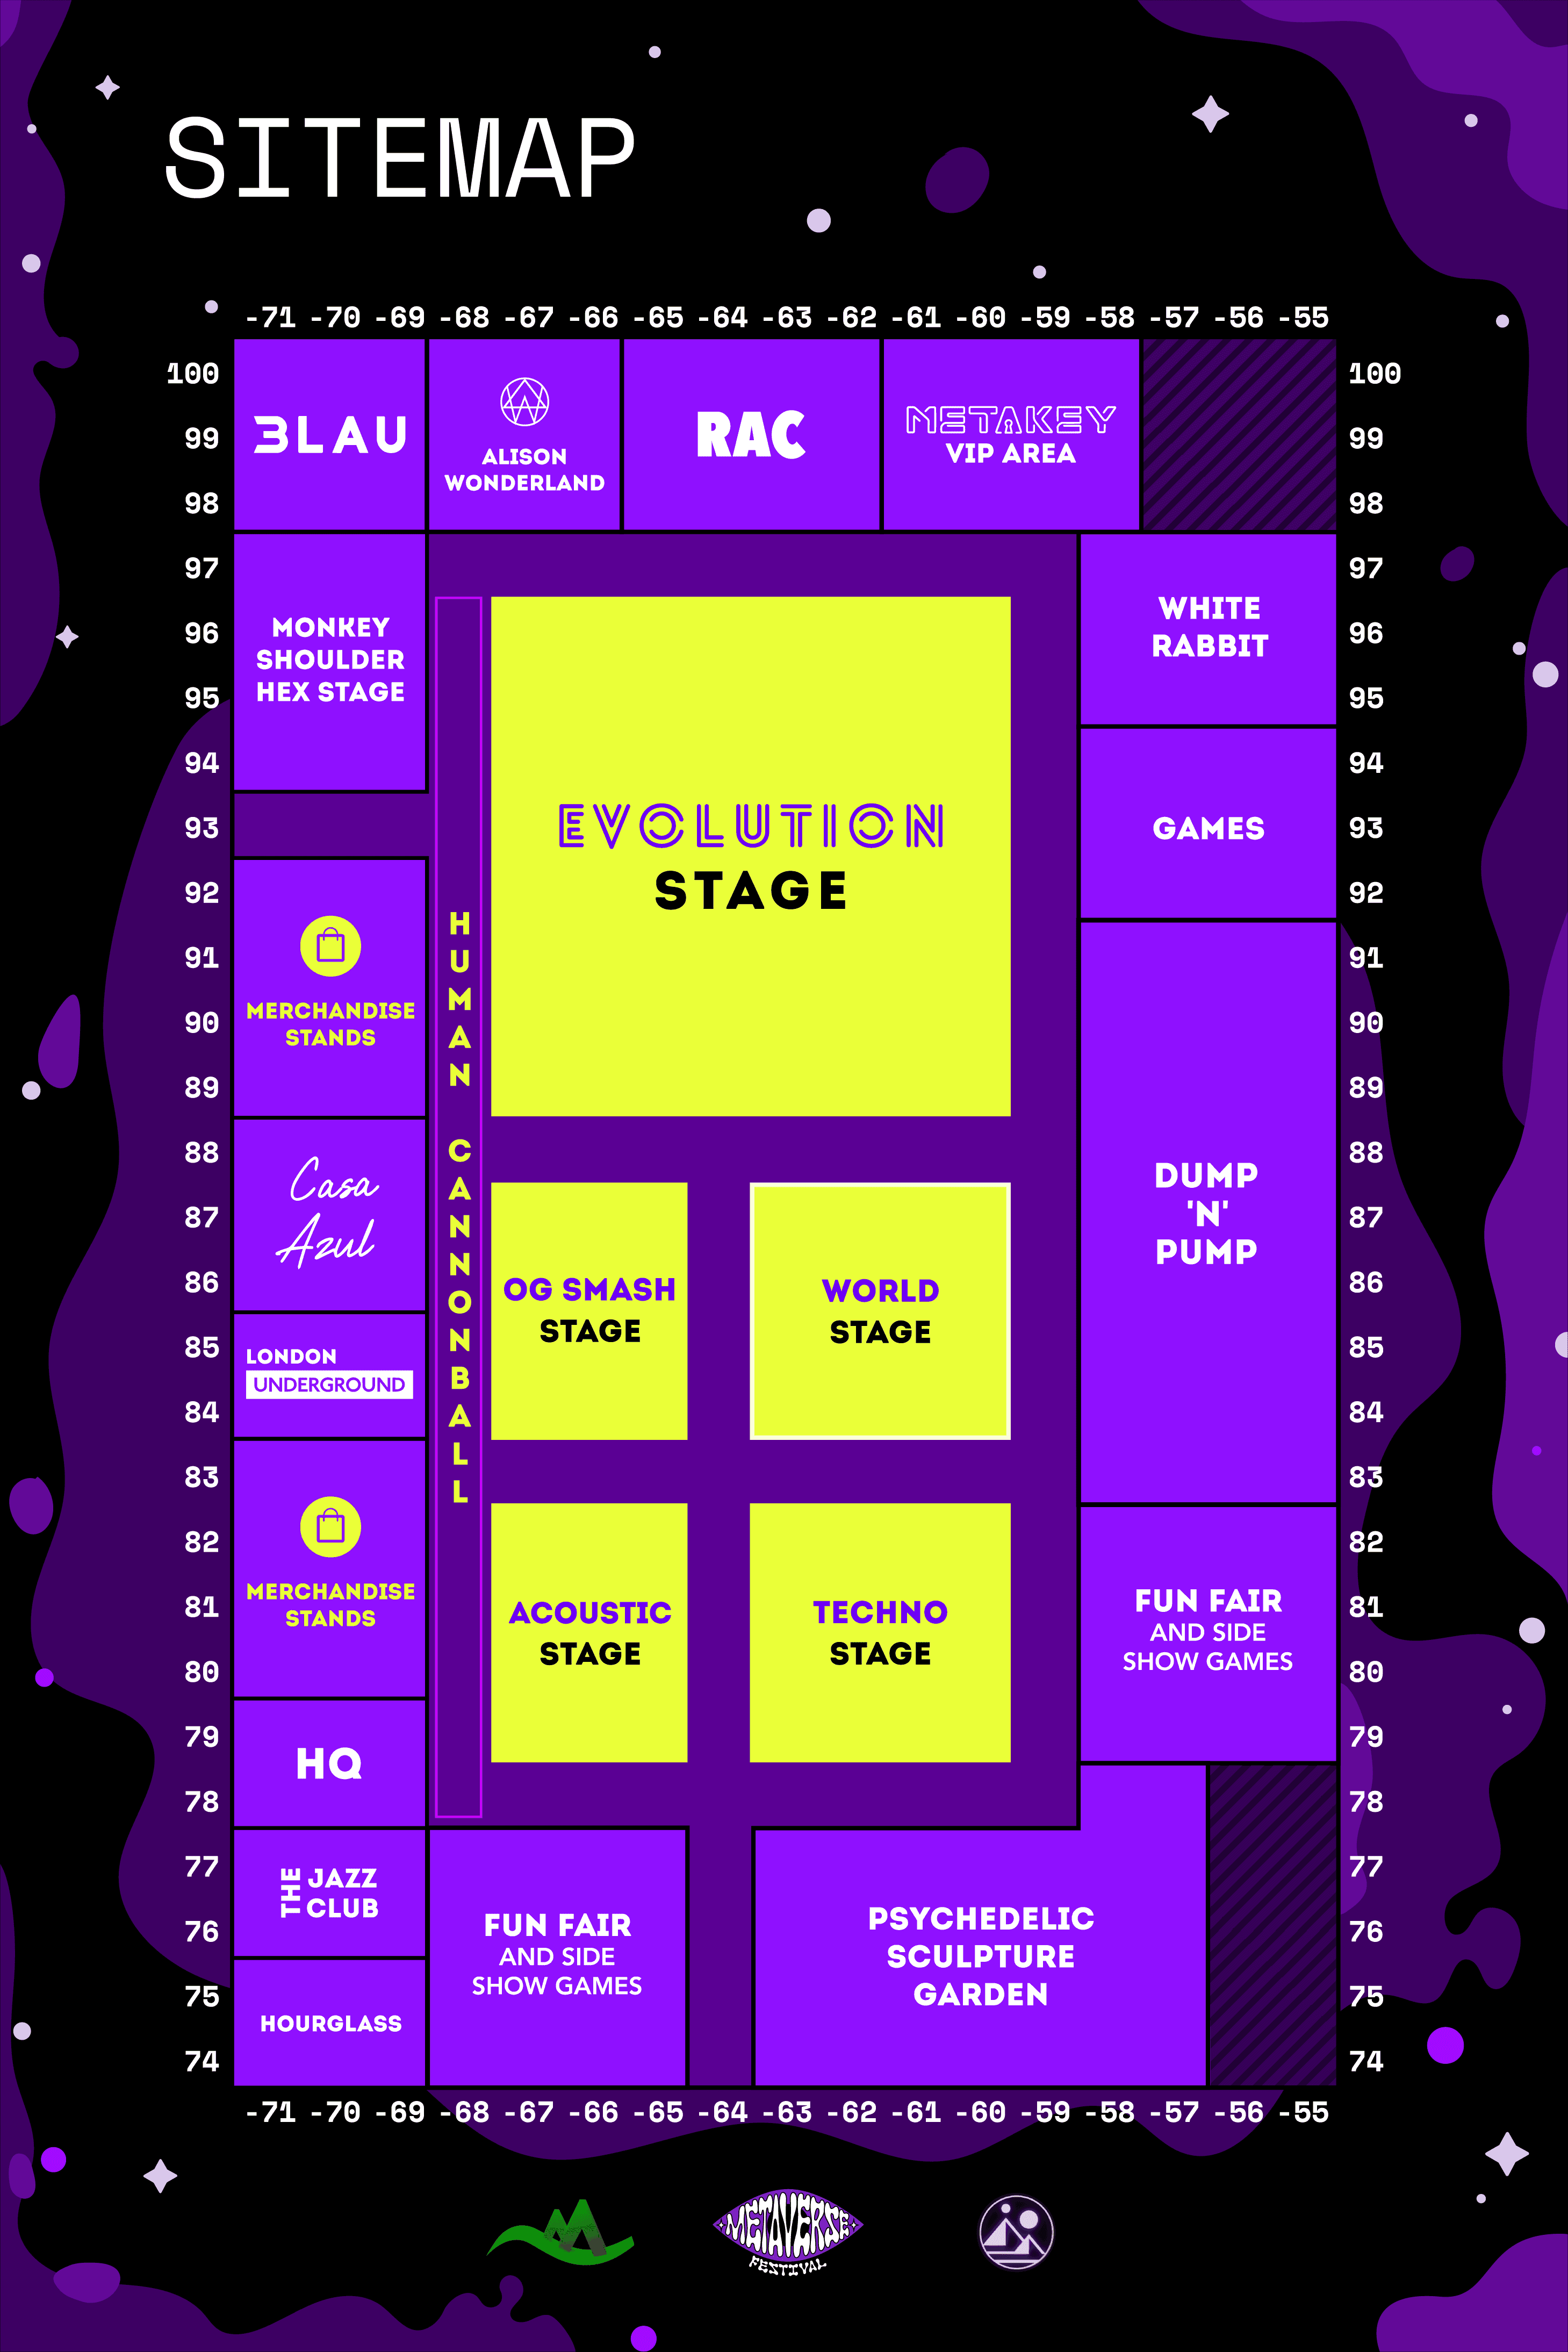 SITEMAP
-71 -70 -69 -68 -67 -66 -65 -64 -63 -62 -61 -60 -59 -58 -57 -56 -55
100
99
98
97
96
95
94
93
92
91
90
89
88
87
86
85
84
83
82
81
80
79
78
77
76
75
74
3LAU
ALISON
WONDERLAND
RAC
METAKEY
VIP AREA
MONKEY
SHOULDER
HEX STAGE
MERCHANDISE
STANDS
Casa
Azul
LONDON
UNDERGROUND
MERCHANDISE
STANDS
HQ
THE JAZZ
CLUB
HOURGLASS
HUMAN CANNONBALL
EVOLUTION
STAGE
OG SMASH
STAGE
WORLD
STAGE
ACOUSTIC
STAGE
TECHNO
STAGE
WHITE
RABBIT
GAMES
DUMP
'N'
PUMP
FUN FAIR
AND SIDE
SHOW GAMES
FUN FAIR
AND SIDE
SHOW GAMES
PSYCHEDELIC
SCULPTURE
GARDEN
100
99
98
97
96
95
94
93
92
91
90
89
88
87
86
85
84
83
82
81
80
79
78
77
76
75
74
-71 -70 -69 -68 -67 -66 -65 -64 -63 -62 -61 -60 -59 -58 -57 -56 -55
METAVERSE
FESTIVAL